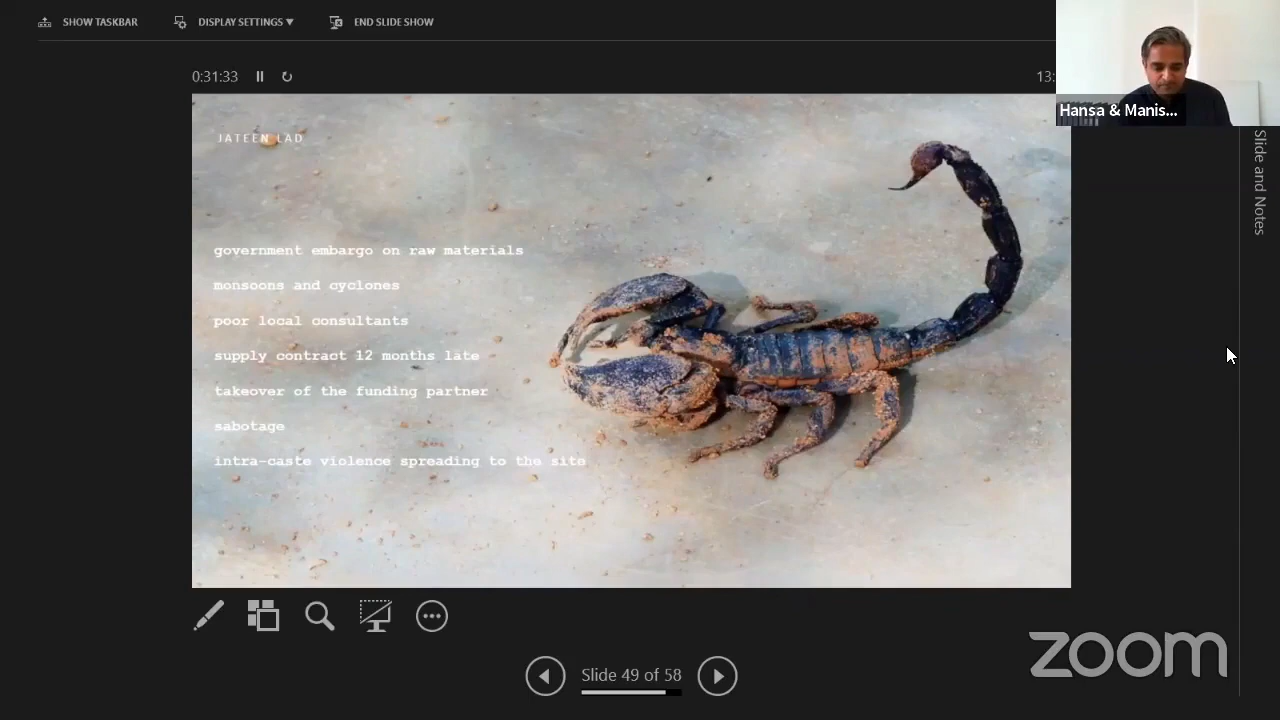 SHOW TASKBAR
DISPLAY SETTINGS ▼
END SLIDE SHOW
0:31:33
13:
Hansa & Manis...
Slide and Notes
JATEEN LAD
government embargo on raw materials
monsoons and cyclones
poor local consultants
supply contract 12 months late
takeover of the funding partner
sabotage
intra-caste violence spreading to the site
Slide 49 of 58
zoom